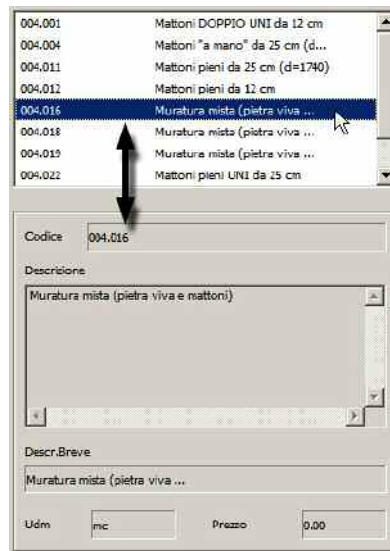 004.001 Mattoni DOPPIO UNI da 12 cm
004.004 Mattoni "a mano" da 25 cm (d...
004.011 Mattoni pieni da 25 cm (d=1740)
004.012 Mattoni pieni da 12 cm
004.016 Muratura mista (pietra viva ...
004.018 Muratura mista (pietra viva ...
004.019 Muratura mista (pietra viva ...
004.022 Mattoni pieni UNI da 25 cm
Codice 004.016
Descrizione
Muratura mista (pietra viva e mattoni)
Descr.Breve
Muratura mista (pietra viva ...
Udm mc Prezzo 0.00